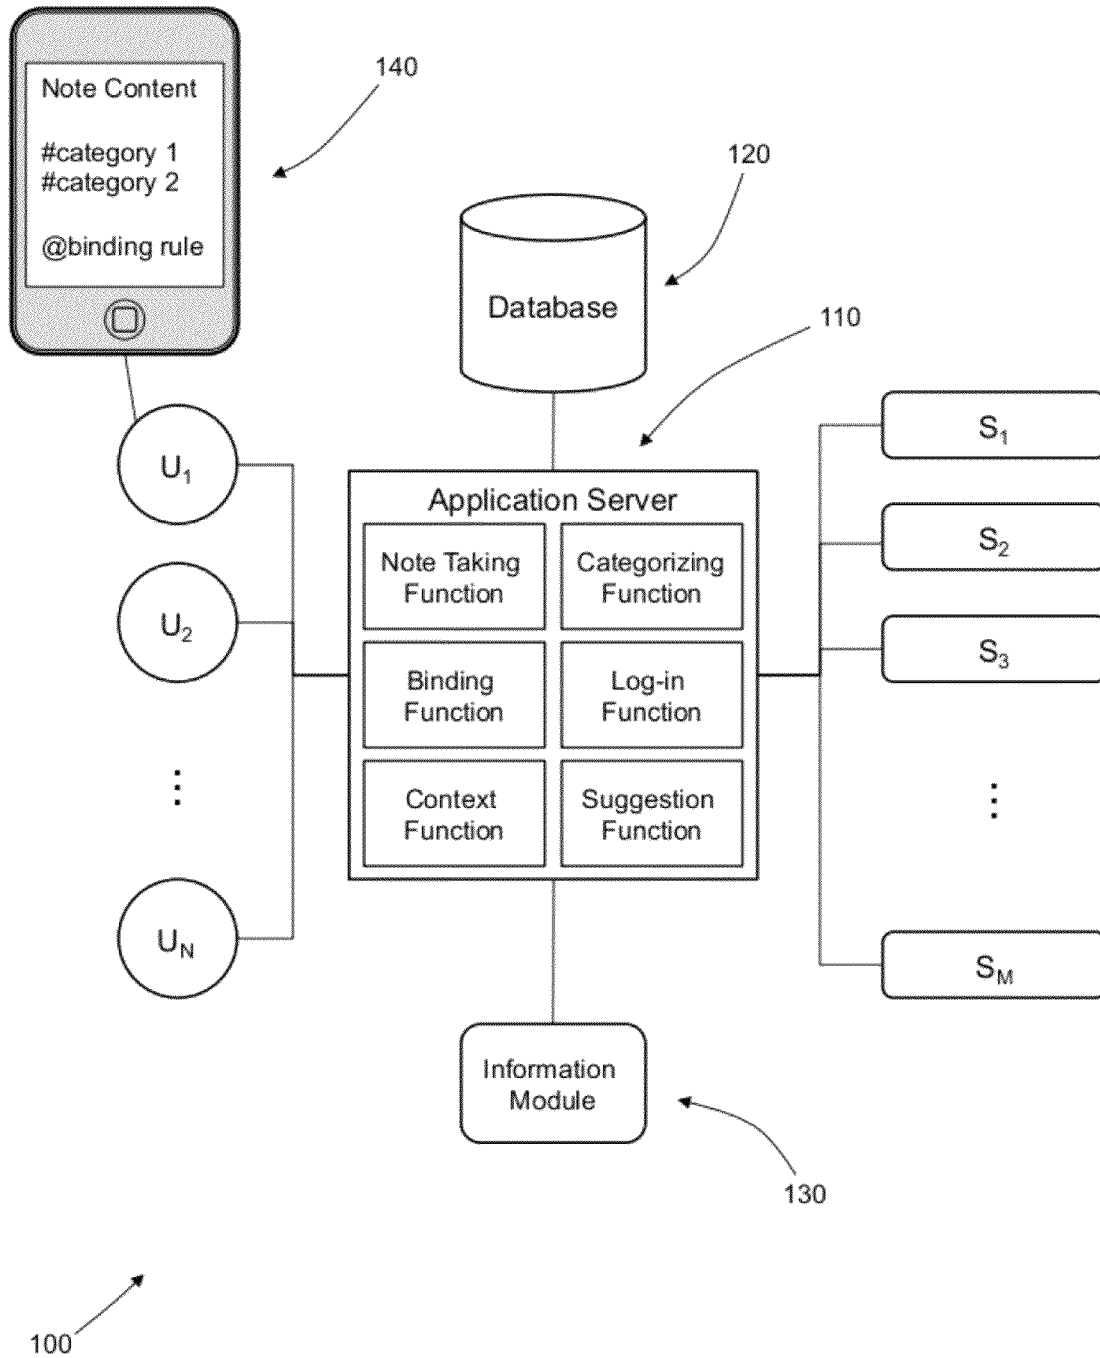 Note Content
#category 1
#category 2
@binding rule
140
120
Database
110
U1
U2
⋮
UN
Application Server
Note Taking
Function
Categorizing
Function
Binding
Function
Log-in
Function
Context
Function
Suggestion
Function
S1
S2
S3
⋮
SM
Information
Module
130
100